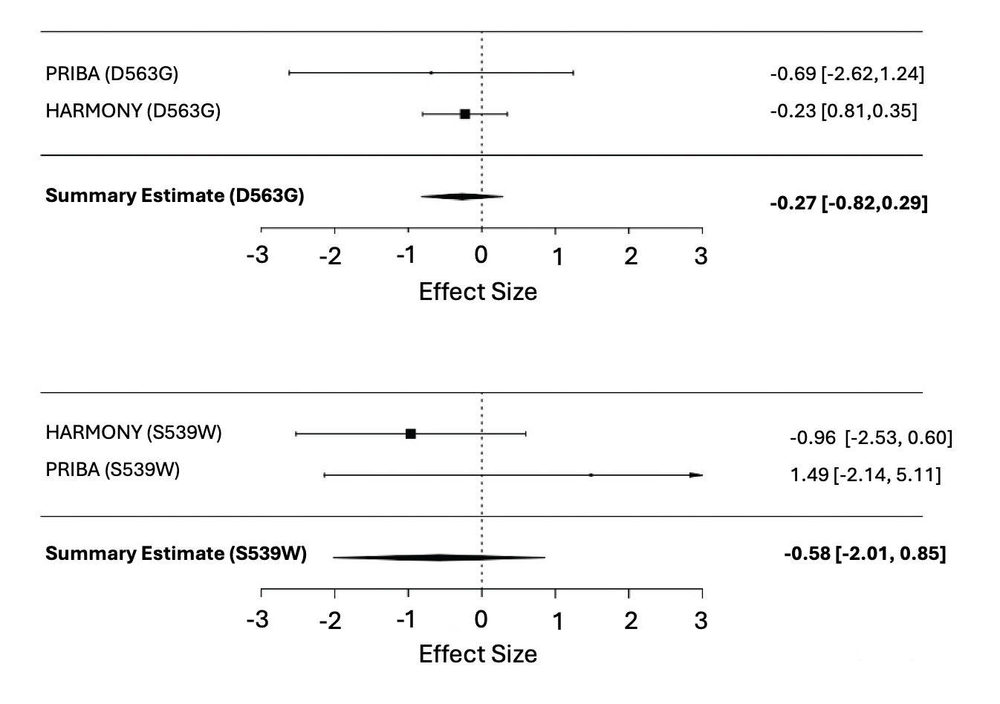 PRIBA (D563G) -0.69 [-2.62,1.24]
HARMONY (D563G) -0.23 [0.81,0.35]
Summary Estimate (D563G) -0.27 [-0.82,0.29]
-3 -2 -1 0 1 2 3
Effect Size
HARMONY (S539W) -0.96 [-2.53, 0.60]
PRIBA (S539W) 1.49 [-2.14, 5.11]
Summary Estimate (S539W) -0.58 [-2.01, 0.85]
-3 -2 -1 0 1 2 3
Effect Size